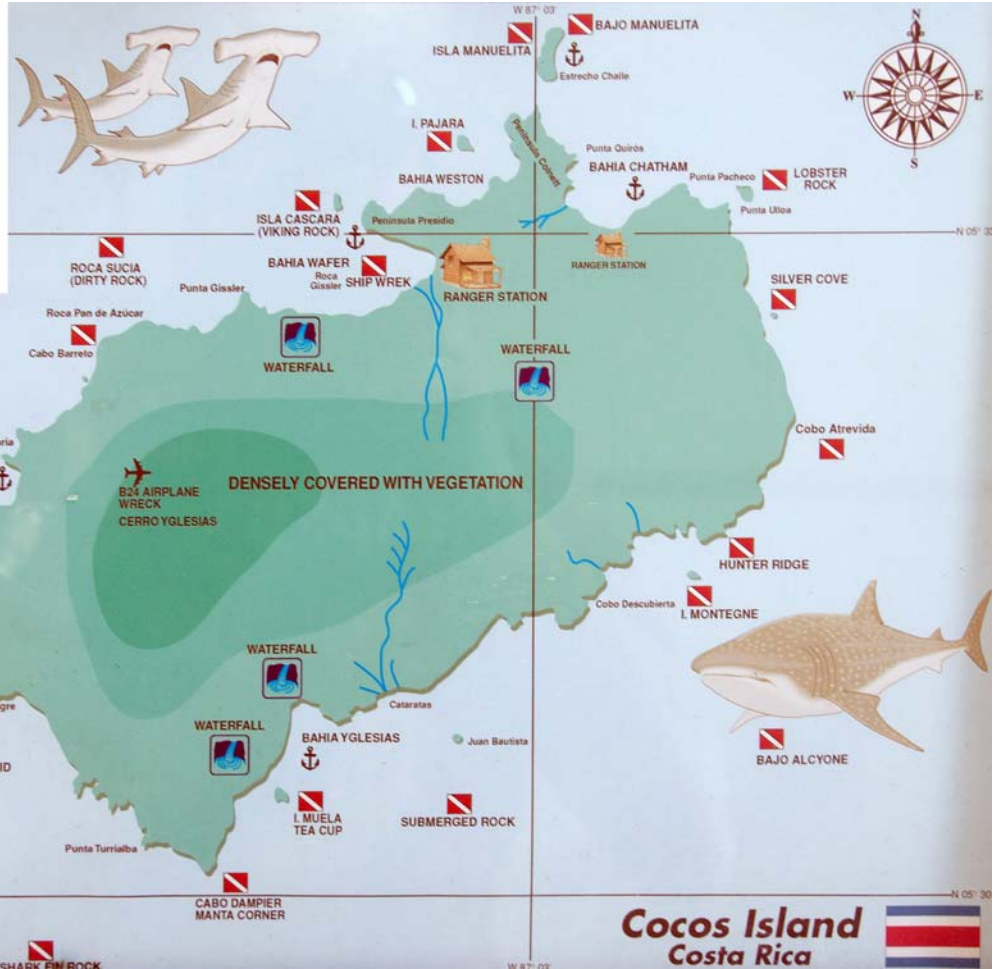 W 87° 03'
BAJO MANUELITA
ISLA MANUELITA
Estrecho Chaile
N
W
E
S
I. PAJARA
Peninsula Colnett
Punta Quirós
BAHIA CHATHAM
BAHIA WESTON
Punta Pacheco
LOBSTER
ROCK
ISLA CASCARA
(VIKING ROCK)
Peninsula Presidio
Punta Ulloa
N 05° 3
ROCA SUCIA
(DIRTY ROCK)
BAHIA WAFER
Roca
Gissler
SHIP WREK
RANGER STATION
RANGER STATION
SILVER COVE
Punta Gissler
Roca Pan de Azúcar
Cabo Barreto
WATERFALL
WATERFALL
Cobo Atrevida
ria
B24 AIRPLANE
WRECK
CERRO YGLESIAS
DENSELY COVERED WITH VEGETATION
HUNTER RIDGE
Cobo Descubierta
I. MONTEGNE
WATERFALL
gre
Cataratas
WATERFALL
BAHIA YGLESIAS
Juan Bautista
BAJO ALCYONE
ID
I. MUELA
TEA CUP
SUBMERGED ROCK
Punta Turrialba
CABO DAMPIER
MANTA CORNER
N 05° 30
Cocos Island
Costa Rica
SHARK FIN ROCK
W 87° 03'